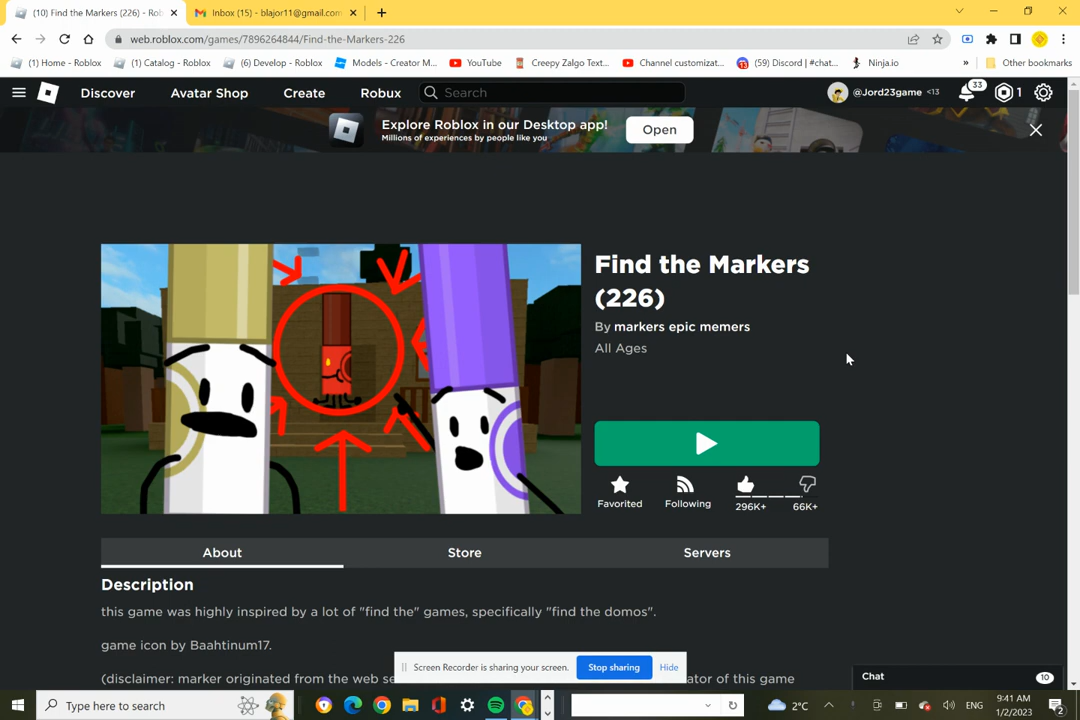 (10) Find the Markers (226) - Rob
Inbox (15) - blajor11@gmail.com
web.roblox.com/games/7896264844/Find-the-Markers-226
(1) Home - Roblox
(1) Catalog - Roblox
(6) Develop - Roblox
Models - Creator M...
YouTube
Creepy Zalgo Text...
Channel customizat...
(59) Discord | #chat...
Ninja.io
»
Other bookmarks
Discover
Avatar Shop
Create
Robux
Search
@Jord23game <13
33
1
Explore Roblox in our Desktop app!
Millions of experiences by people like you
Open
Find the Markers
(226)
By markers epic memers
All Ages
Favorited
Following
296K+
66K+
About
Store
Servers
Description
this game was highly inspired by a lot of "find the" games, specifically "find the domos".
game icon by Baahtinum17.
(disclaimer: marker originated from the web se
ator of this game
Screen Recorder is sharing your screen.
Stop sharing
Hide
Chat
10
Type here to search
2°C
ENG
9:41 AM
1/2/2023
2